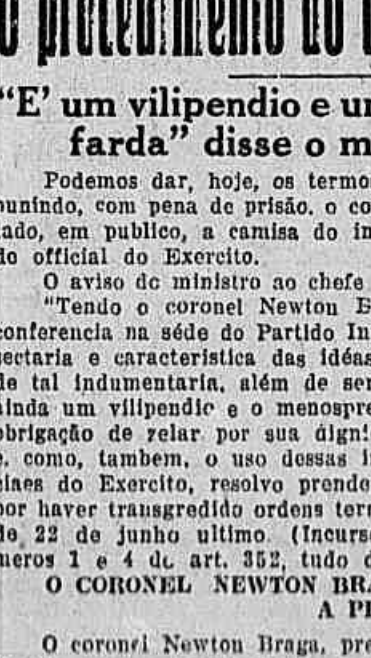 o procedimento do
"E' um vilipendio e u
farda" disse o m
Podemos dar, hoje, os termo
punindo, com pena de prisão. o co
tado, em publico, a camisa do in
do official do Exercito.
O aviso do ministro ao chefe
"Tendo o coronel Newton B
conferencia na séde do Partido In
sectaria e caracteristica das idéas
de tal indumentaria, além de ser
ainda um vilipendio e o menospre
obrigação de zelar por sua digni
e, como, tambem, o uso dessas i
ciaes do Exercito, resolvo prende
por haver transgredido ordens ter
de 22 de junho ultimo. (Incurs
meros 1 e 4 do art. 352, tudo d
O CORONEL NEWTON BRA
A P
O coronel Newton Braga, pre